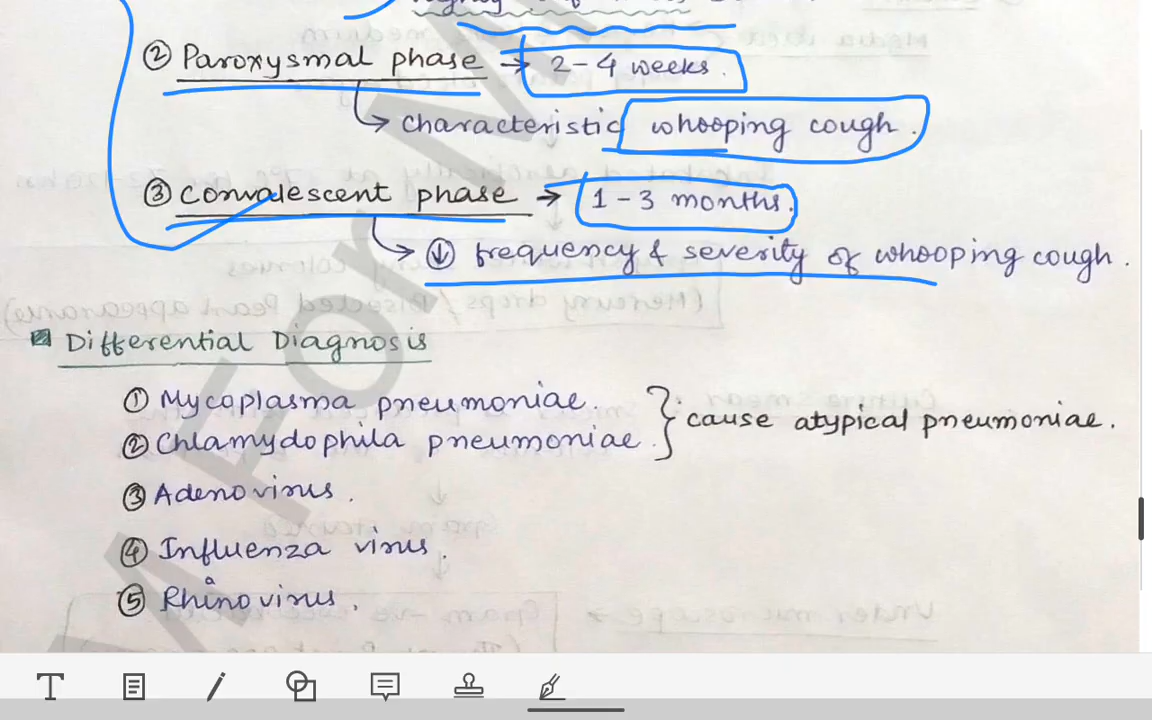 ② Paroxysmal phase → 2-4 weeks.
characteristic whooping cough.
③ Convalescent phase → 1-3 months.
↓ frequency & severity of whooping cough.
Differential Diagnosis
① Mycoplasma pneumoniae.
② Chlamydophila pneumoniae.
} cause atypical pneumoniae.
③ Adenovirus.
④ Influenza virus.
⑤ Rhinovirus.